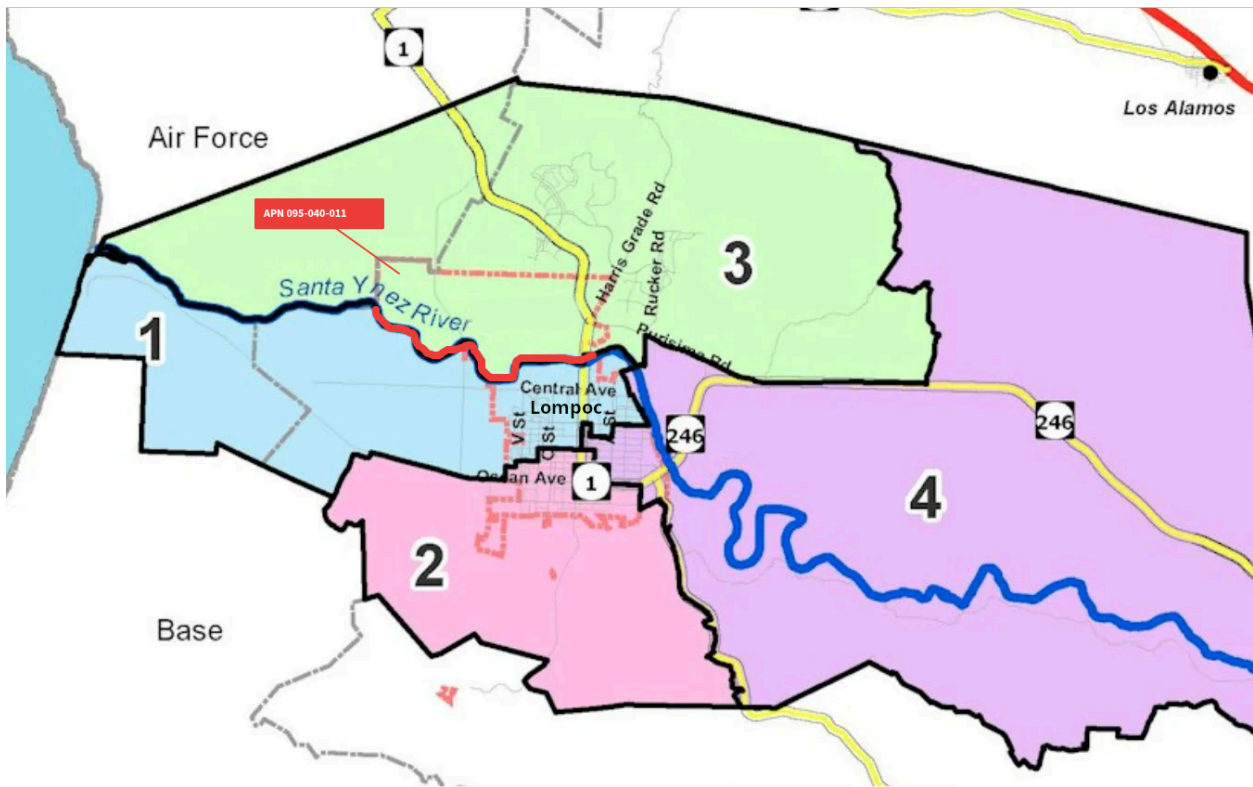 1
Los Alamos
Air Force
APN 095-040-011
Harris Grade Rd
Rucker Rd
3
Santa Ynez River
1
Purisima Rd
Central Ave
Lompoc
V St
O St
246
246
Ocean Ave
1
4
2
Base